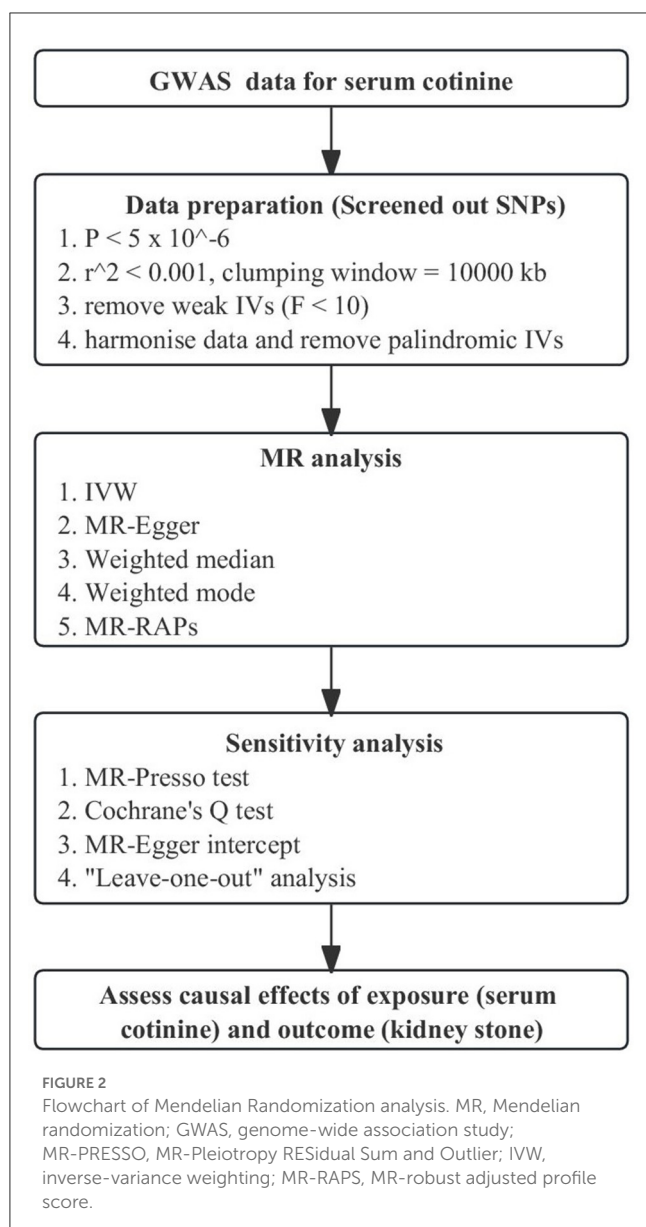 GWAS data for serum cotinine
Data preparation (Screened out SNPs)
1. P < 5 x 10^-6
2. r^2 < 0.001, clumping window = 10000 kb
3. remove weak IVs (F < 10)
4. harmonise data and remove palindromic IVs
MR analysis
1. IVW
2. MR-Egger
3. Weighted median
4. Weighted mode
5. MR-RAPs
Sensitivity analysis
1. MR-Presso test
2. Cochrane's Q test
3. MR-Egger intercept
4. "Leave-one-out" analysis
Assess causal effects of exposure (serum
cotinine) and outcome (kidney stone)
FIGURE 2
Flowchart of Mendelian Randomization analysis. MR, Mendelian
randomization; GWAS, genome-wide association study;
MR-PRESSO, MR-Pleiotropy RESidual Sum and Outlier; IVW,
inverse-variance weighting; MR-RAPS, MR-robust adjusted profile
score.